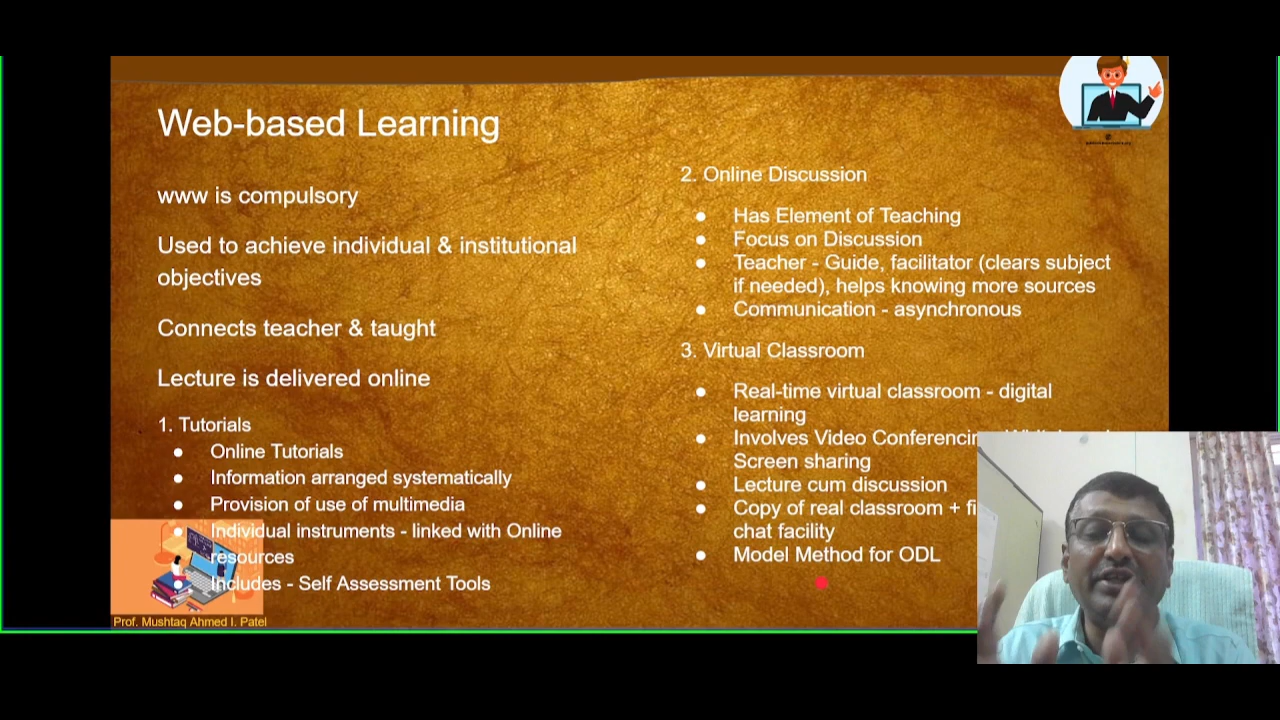 Web-based Learning
www is compulsory
Used to achieve individual & institutional
objectives
Connects teacher & taught
Lecture is delivered online
1. Tutorials
● Online Tutorials
● Information arranged systematically
● Provision of use of multimedia
● Individual instruments - linked with Online
resources
● Includes - Self Assessment Tools
Prof. Mushtaq Ahmed I. Patel
2. Online Discussion
● Has Element of Teaching
● Focus on Discussion
● Teacher - Guide, facilitator (clears subject
if needed), helps knowing more sources
● Communication - asynchronous
3. Virtual Classroom
● Real-time virtual classroom - digital
learning
● Involves Video
Screen sharing
● Lecture cum discussion
● Copy of real classroom +
chat facility
● Model Method for ODL